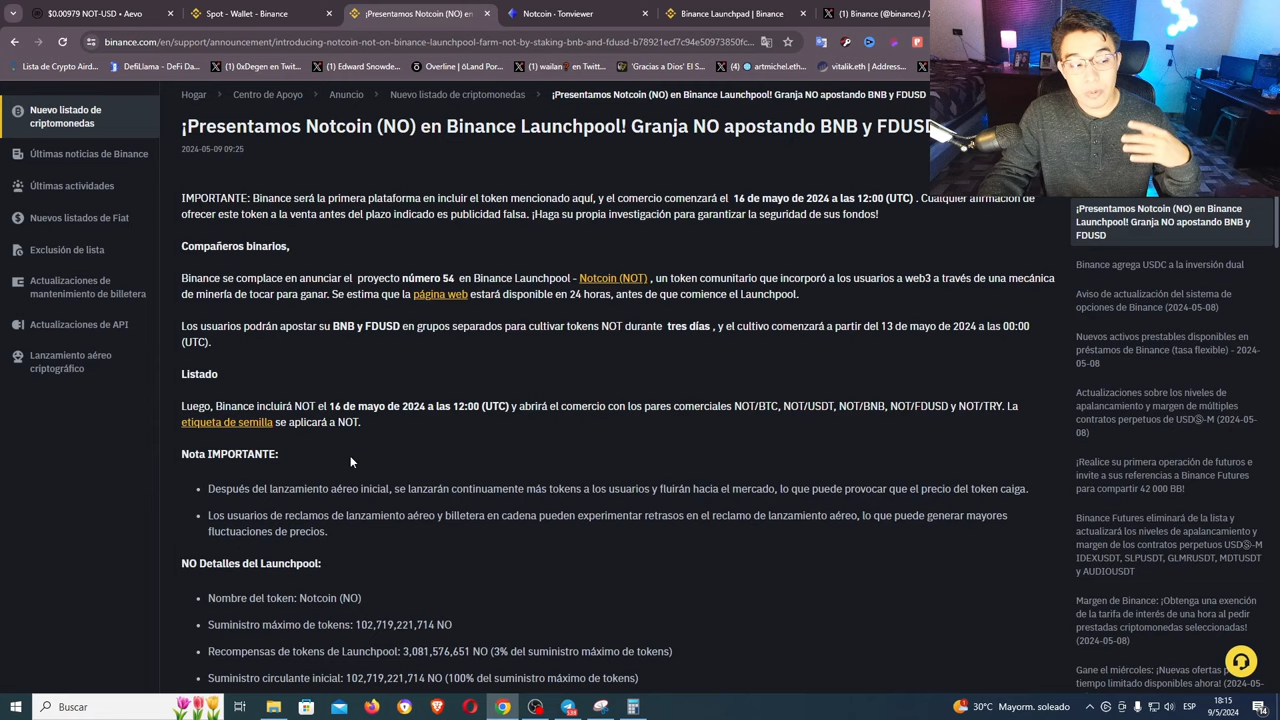 $0.00979 NOT-USD - Aevo
Spot - Wallet - Binance
¡Presentamos Notcoin (NO) en
Notcoin - Tonviewer
Binance Launchpad | Binance
(1) Binance (@binance) / X
binance.com/en/support/announcement/introducing-notcoin-not-on-binance-launchpool-farm-not-by-staking-bnb-and-fdusd-b78921ecf7c94e50973850fc...
Lista de Crypto Aird...
DefiLlama - DeFi Da...
(1) 0xDegen en Twit...
(1) Edward Snowde...
Overline | óLand Por...
(1) wailan en Twitt...
'Gracias a Dios' El S...
(4) artmichel.eth...
vitalik.eth | Address...
Nuevo listado de
criptomonedas
Últimas noticias de Binance
Últimas actividades
Nuevos listados de Fiat
Exclusión de lista
Actualizaciones de
mantenimiento de billetera
Actualizaciones de API
Lanzamiento aéreo
criptográfico
Hogar > Centro de Apoyo > Anuncio > Nuevo listado de criptomonedas > ¡Presentamos Notcoin (NO) en Binance Launchpool! Granja NO apostando BNB y FDUSD
¡Presentamos Notcoin (NO) en Binance Launchpool! Granja NO apostando BNB y FDUSD
2024-05-09 09:25
IMPORTANTE: Binance será la primera plataforma en incluir el token mencionado aquí, y el comercio comenzará el 16 de mayo de 2024 a las 12:00 (UTC) . Cualquier afirmación de
ofrecer este token a la venta antes del plazo indicado es publicidad falsa. ¡Haga su propia investigación para garantizar la seguridad de sus fondos!
Compañeros binarios,
Binance se complace en anunciar el proyecto número 54 en Binance Launchpool - Notcoin (NOT) , un token comunitario que incorporó a los usuarios a web3 a través de una mecánica
de minería de tocar para ganar. Se estima que la página web estará disponible en 24 horas, antes de que comience el Launchpool.
Los usuarios podrán apostar su BNB y FDUSD en grupos separados para cultivar tokens NOT durante tres días , y el cultivo comenzará a partir del 13 de mayo de 2024 a las 00:00
(UTC).
Listado
Luego, Binance incluirá NOT el 16 de mayo de 2024 a las 12:00 (UTC) y abrirá el comercio con los pares comerciales NOT/BTC, NOT/USDT, NOT/BNB, NOT/FDUSD y NOT/TRY. La
etiqueta de semilla se aplicará a NOT.
Nota IMPORTANTE:
Después del lanzamiento aéreo inicial, se lanzarán continuamente más tokens a los usuarios y fluirán hacia el mercado, lo que puede provocar que el precio del token caiga.
Los usuarios de reclamos de lanzamiento aéreo y billetera en cadena pueden experimentar retrasos en el reclamo de lanzamiento aéreo, lo que puede generar mayores
fluctuaciones de precios.
NO Detalles del Launchpool:
Nombre del token: Notcoin (NO)
Suministro máximo de tokens: 102,719,221,714 NO
Recompensas de tokens de Launchpool: 3,081,576,651 NO (3% del suministro máximo de tokens)
Suministro circulante inicial: 102,719,221,714 NO (100% del suministro máximo de tokens)
¡Presentamos Notcoin (NO) en Binance
Launchpool! Granja NO apostando BNB y
FDUSD
Binance agrega USDC a la inversión dual
Aviso de actualización del sistema de
opciones de Binance (2024-05-08)
Nuevos activos prestables disponibles en
préstamos de Binance (tasa flexible) - 2024-
05-08
Actualizaciones sobre los niveles de
apalancamiento y margen de múltiples
contratos perpetuos de USDⓈ-M (2024-05-
08)
¡Realice su primera operación de futuros e
invite a sus referencias a Binance Futures
para compartir 42 000 BB!
Binance Futures eliminará de la lista y
actualizará los niveles de apalancamiento y
margen de los contratos perpetuos USDⓈ-M
IDEXUSDT, SLPUSDT, GLMRUSDT, MDTUSDT
y AUDIOUSDT
Margen de Binance: ¡Obtenga una exención
de la tarifa de interés de una hora al pedir
prestadas criptomonedas seleccionadas!
(2024-05-08)
Gane el miércoles: ¡Nuevas ofertas
tiempo limitado disponibles ahora! (2024-
Buscar
30°C Mayorm. soleado
ESP
18:15
9/5/2024